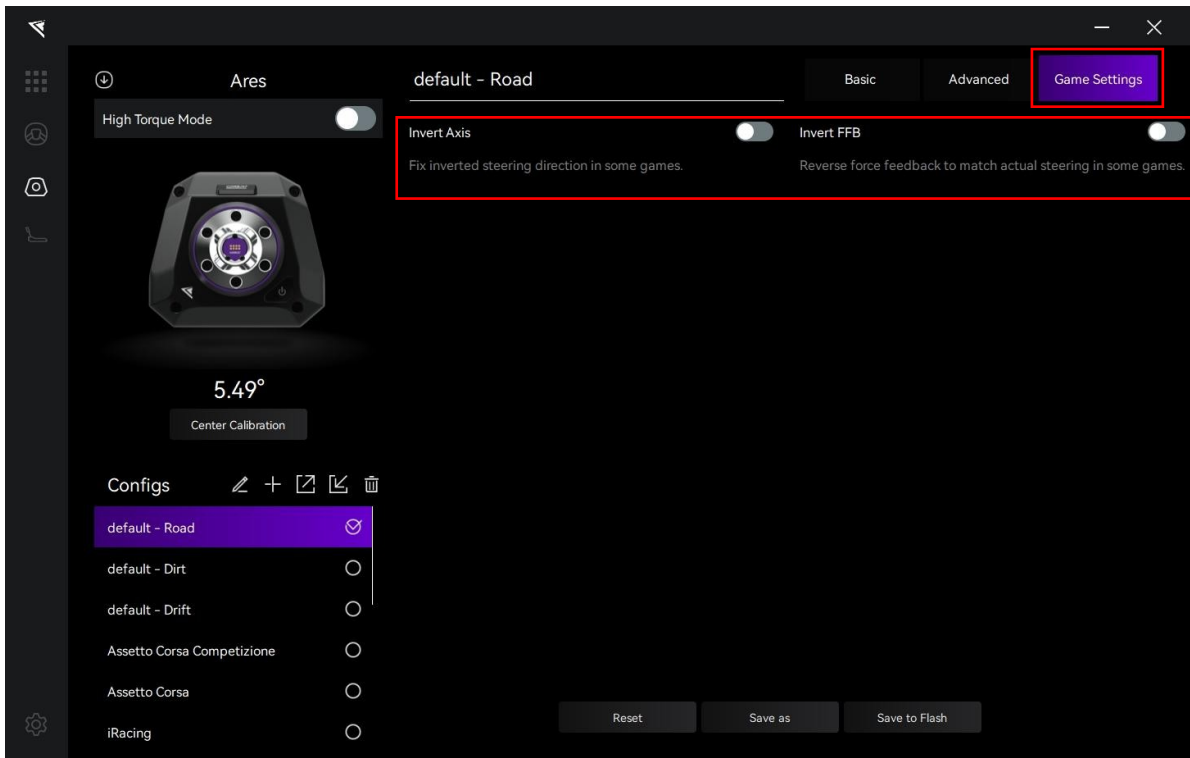 Ares
default - Road
Basic
Advanced
Game Settings
High Torque Mode
Invert Axis
Fix inverted steering direction in some games.
Invert FFB
Reverse force feedback to match actual steering in some games.
5.49°
Center Calibration
Configs
default - Road
default - Dirt
default - Drift
Assetto Corsa Competizione
Assetto Corsa
iRacing
Reset
Save as
Save to Flash